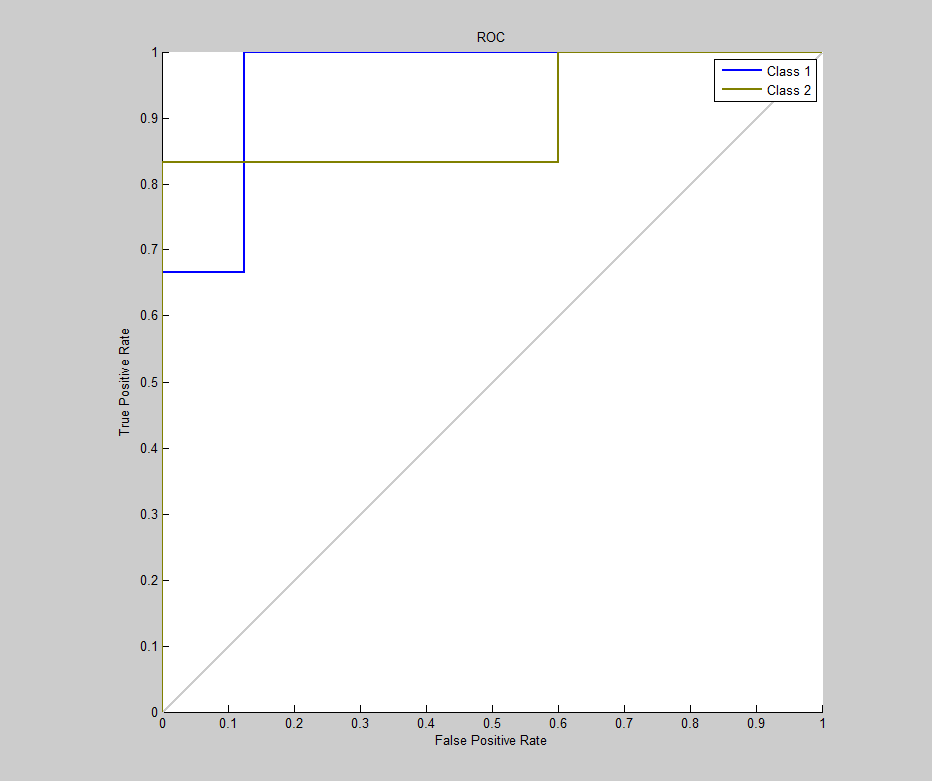 ROC
Class 1
Class 2
1
0.9
0.8
0.7
0.6
0.5
0.4
0.3
0.2
0.1
0
True Positive Rate
0 0.1 0.2 0.3 0.4 0.5 0.6 0.7 0.8 0.9 1
False Positive Rate